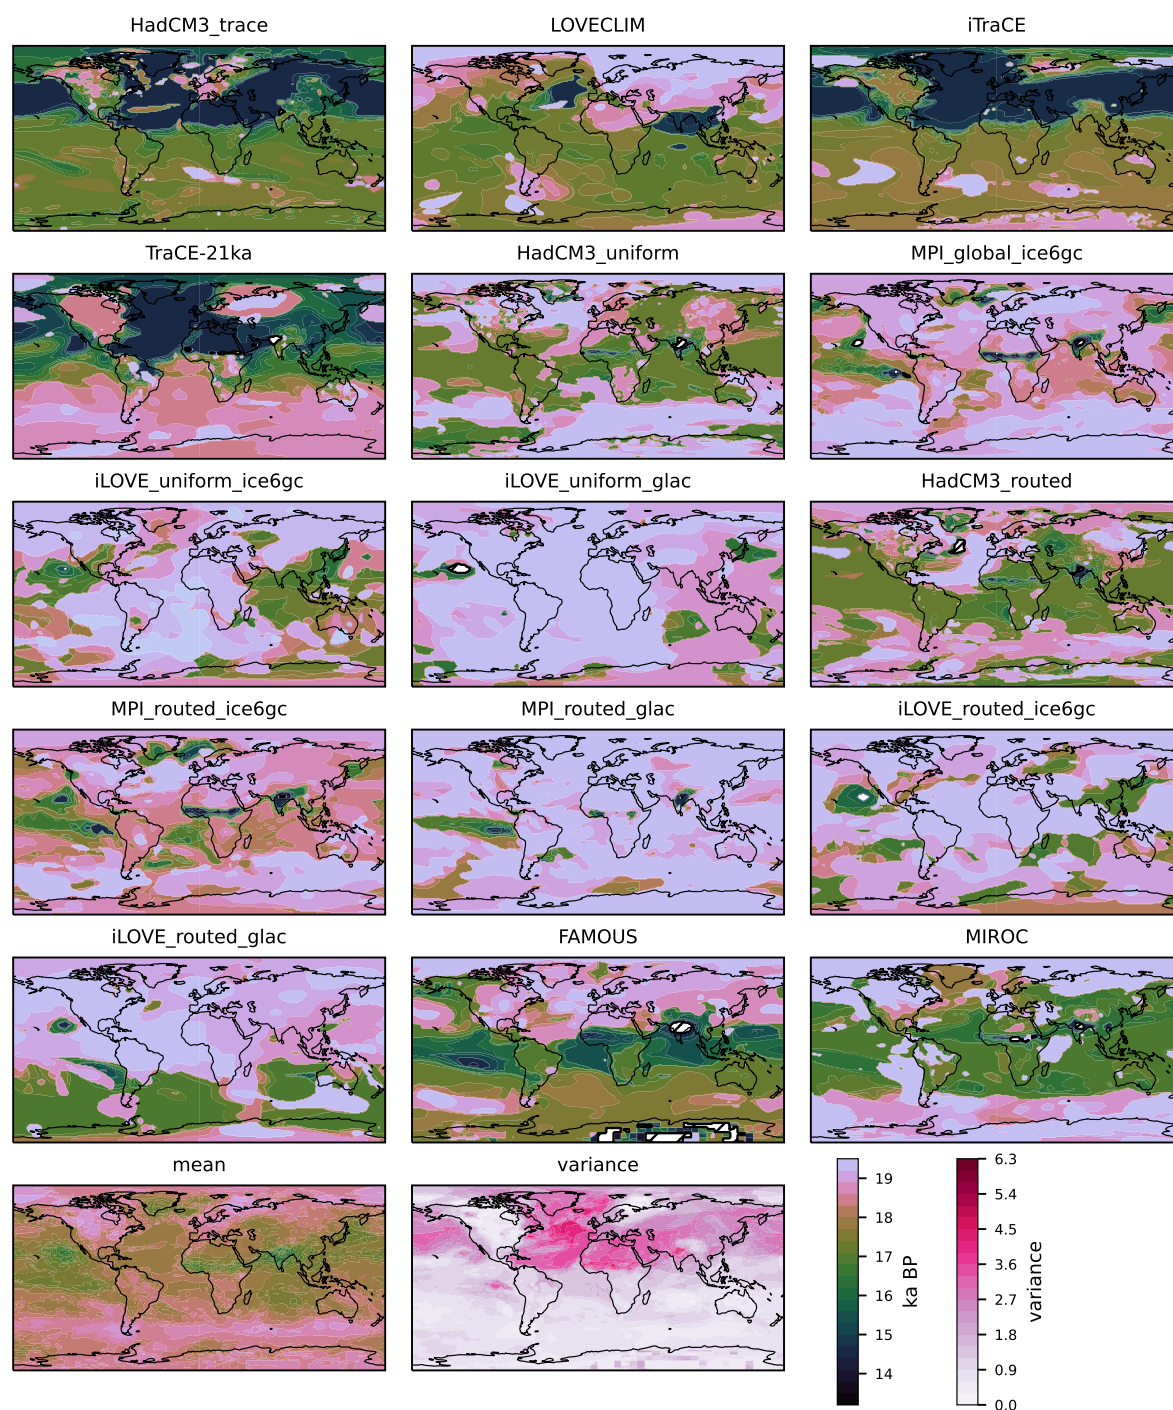 HadCM3_trace LOVECLIM iTraCE
TraCE-21ka HadCM3_uniform MPI_global_ice6gc
iLOVE_uniform_ice6gc iLOVE_uniform_glac HadCM3_routed
MPI_routed_ice6gc MPI_routed_glac iLOVE_routed_ice6gc
iLOVE_routed_glac FAMOUS MIROC
mean variance
19
18
17
16
15
14
ka BP
6.3
5.4
4.5
3.6
2.7
1.8
0.9
0.0
variance